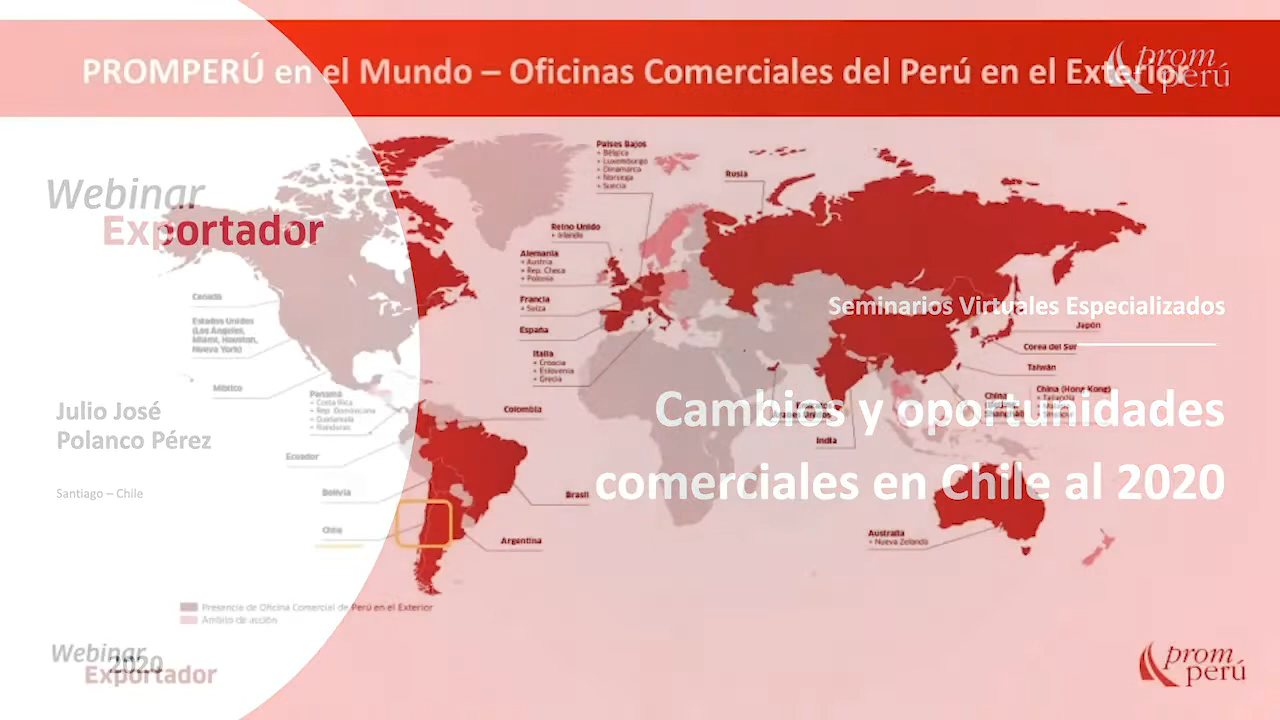 PROMPERÚ en el Mundo – Oficinas Comerciales del Perú en el Exterior
prom
perú
Webinar
Exportador
Países Bajos
• Bélgica
• Luxemburgo
• Dinamarca
• Noruega
• Suecia
Rusia
Reino Unido
• Irlanda
Alemania
• Austria
• Rep. Checa
• Polonia
Francia
• Suiza
España
Italia
• Croacia
• Eslovenia
• Grecia
Canadá
Estados Unidos
(Los Angeles,
Miami, Houston,
Nueva York)
México
Panamá
• Costa Rica
• Rep. Dominicana
• Guatemala
• Honduras
Colombia
Ecuador
Bolivia
Brasil
Chile
Argentina
Seminarios Virtuales Especializados
Japón
Corea del Sur
Taiwán
China
China (Hong Kong)
Emiratos
Árabes Unidos
India
Australia
• Nueva Zelanda
Cambios y oportunidades
comerciales en Chile al 2020
Julio José
Polanco Pérez
Santiago – Chile
Presencia de Oficina Comercial de Perú en el Exterior
Ámbito de acción
Webinar
2020
Exportador
prom
perú